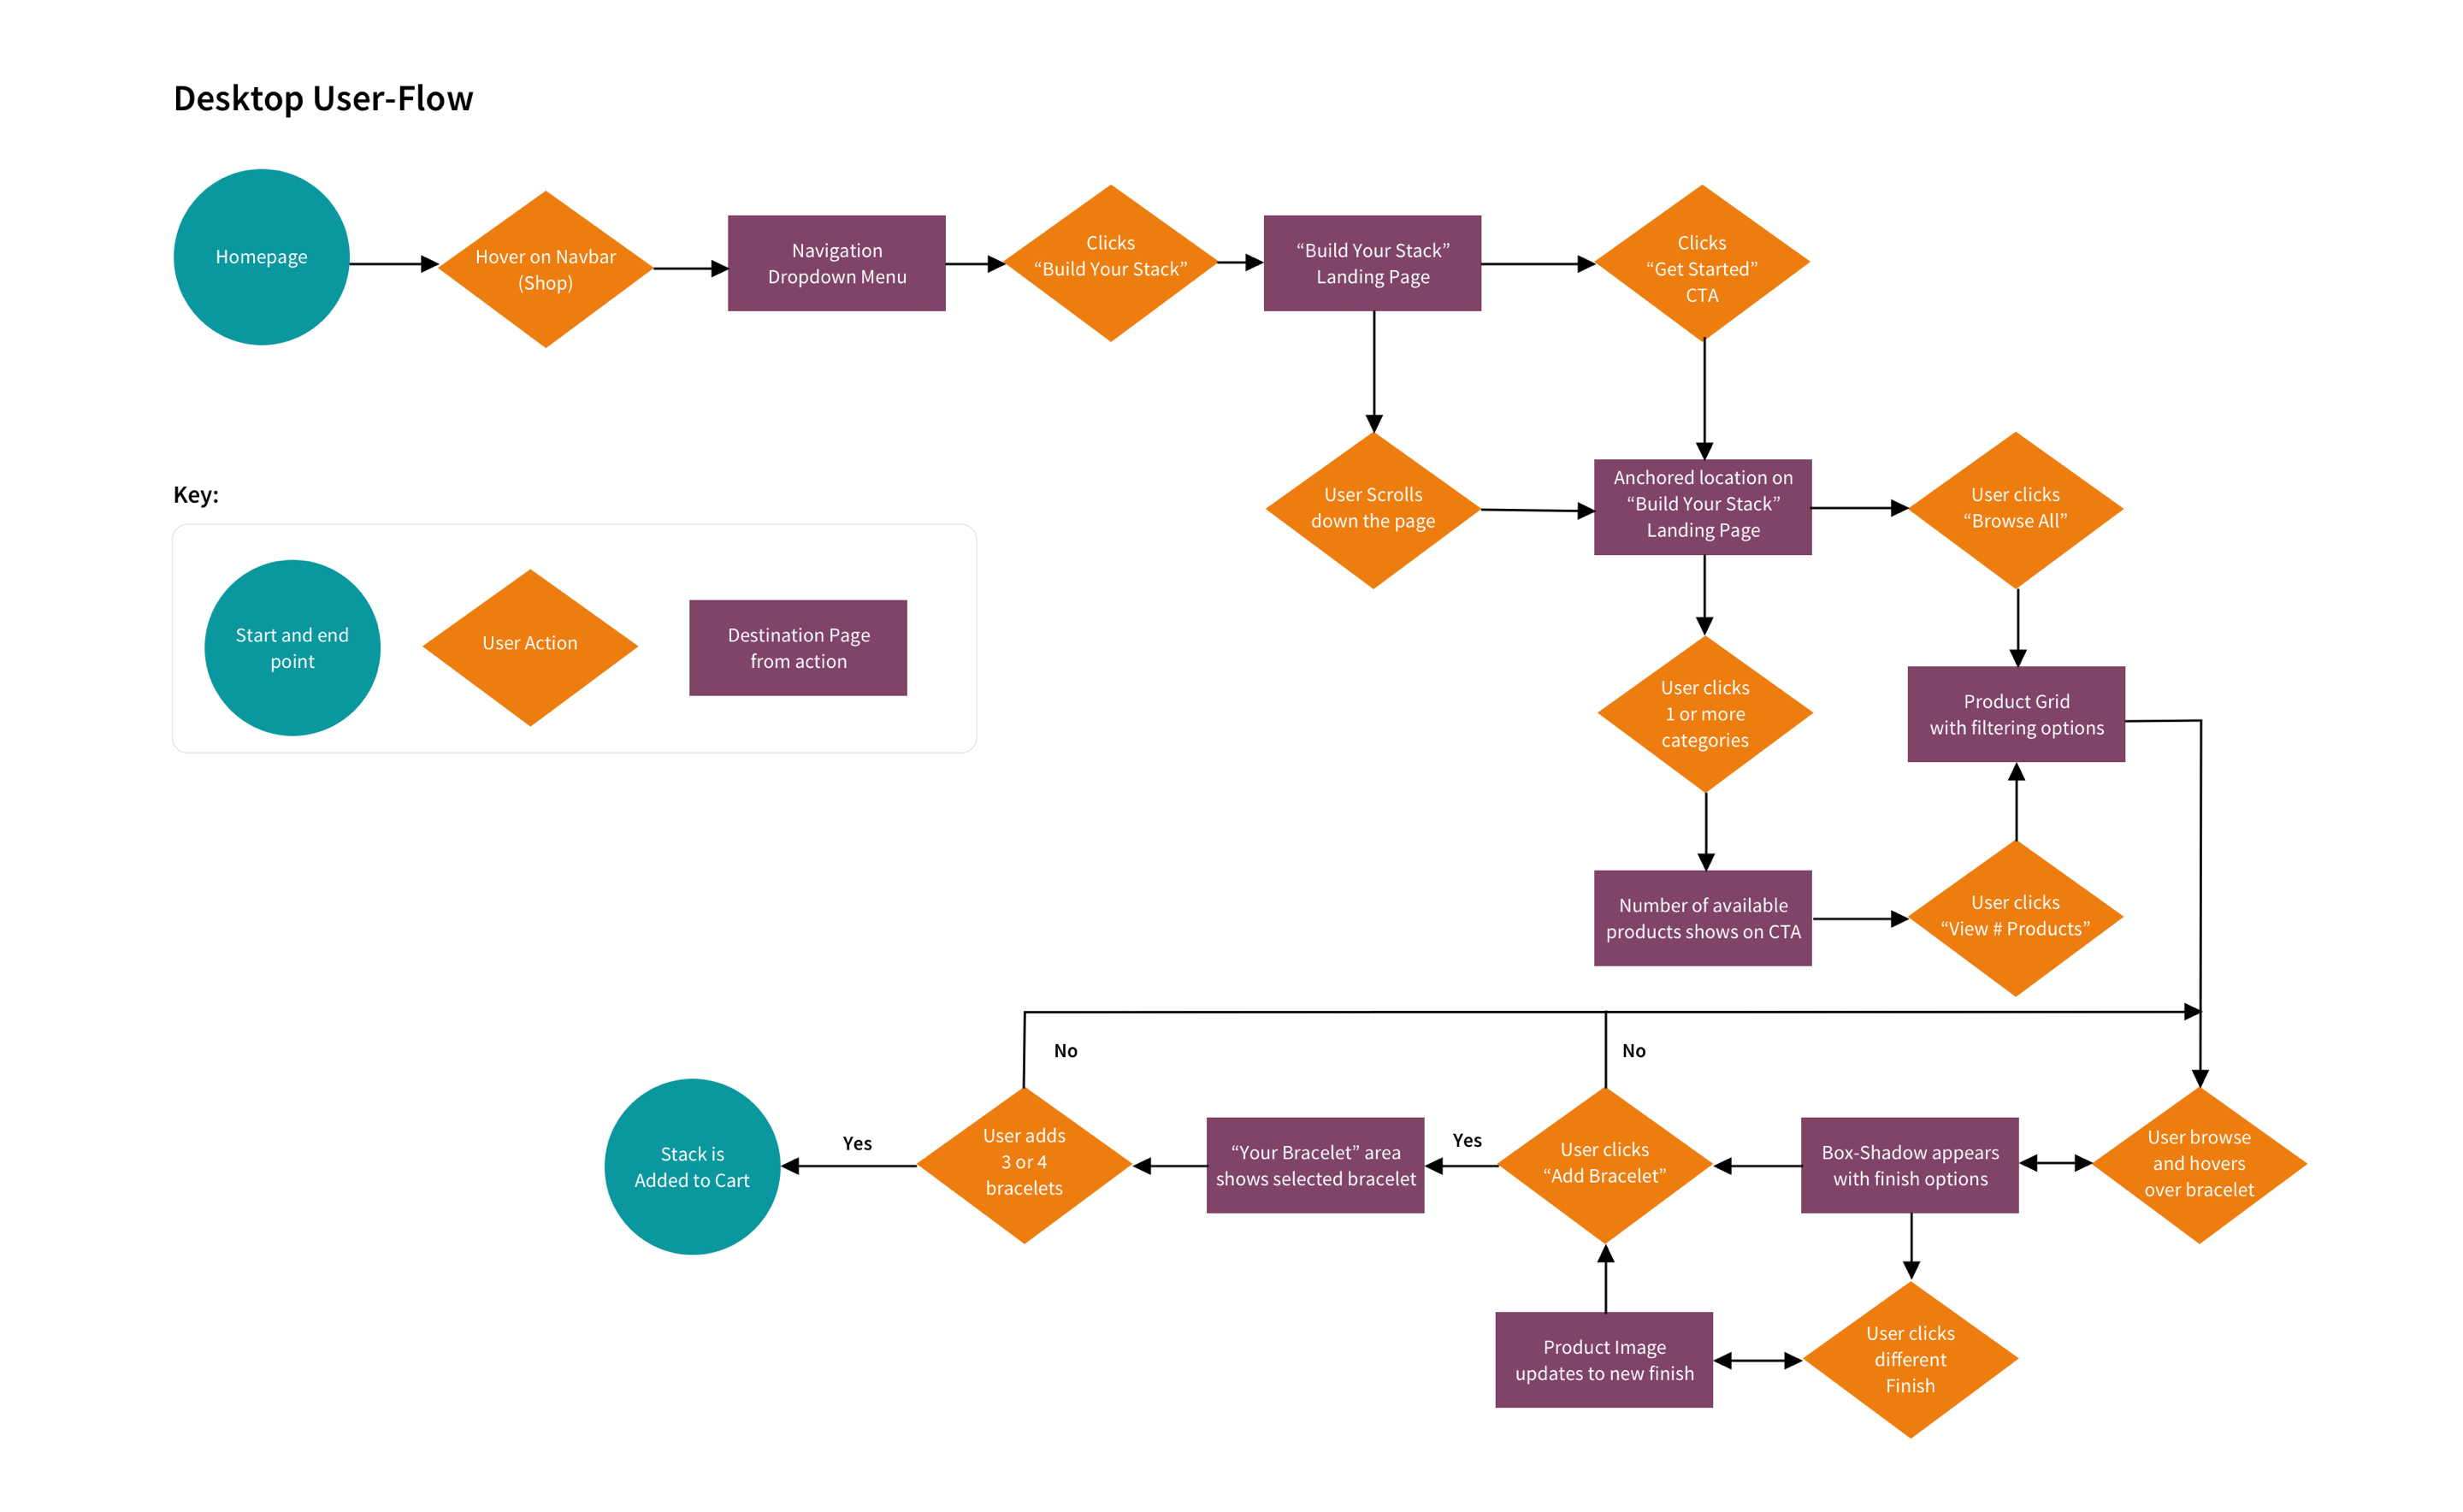 Desktop User-Flow
Homepage
Hover on Navbar
(Shop)
Navigation
Dropdown Menu
Clicks
“Build Your Stack”
“Build Your Stack”
Landing Page
Clicks
“Get Started”
CTA
User Scrolls
down the page
Anchored location on
“Build Your Stack”
Landing Page
User clicks
“Browse All”
Key:
Start and end
point
User Action
Destination Page
from action
User clicks
1 or more
categories
Product Grid
with filtering options
Number of available
products shows on CTA
User clicks
“View # Products”
No
No
Stack is
Added to Cart
Yes
User adds
3 or 4
bracelets
“Your Bracelet” area
shows selected bracelet
Yes
User clicks
“Add Bracelet”
Box-Shadow appears
with finish options
User browse
and hovers
over bracelet
Product Image
updates to new finish
User clicks
different
Finish